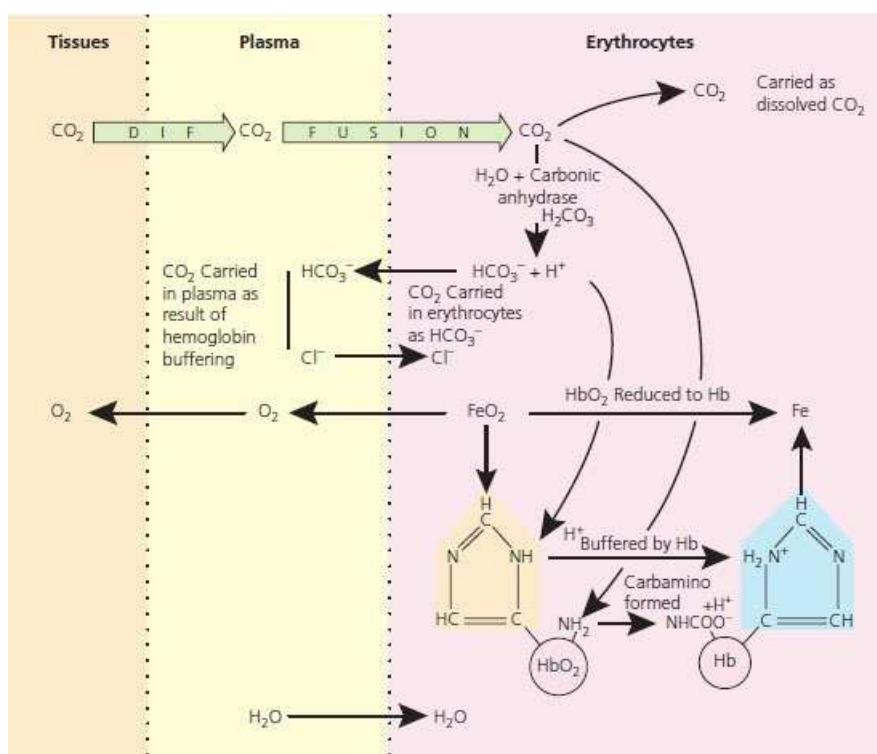 Tissues
Plasma
Erythrocytes
CO₂
Carried as
dissolved CO₂
CO₂
D I F
CO₂
F U S I O N
CO₂
H₂O + Carbonic
anhydrase
H₂CO₃
CO₂ Carried
in plasma as
result of
hemoglobin
buffering
HCO₃⁻
HCO₃⁻ + H⁺
CO₂ Carried
in erythrocytes
as HCO₃⁻
Cl⁻
Cl⁻
O₂
O₂
FeO₂
HbO₂ Reduced to Hb
Fe
H
C
N
NH
HC
C
H⁺
Buffered by Hb
H
C
H₂ N⁺
N
C
CH
Carbamino
formed
NH₂
+H⁺
NHCOO⁻
HbO₂
Hb
H₂O
H₂O